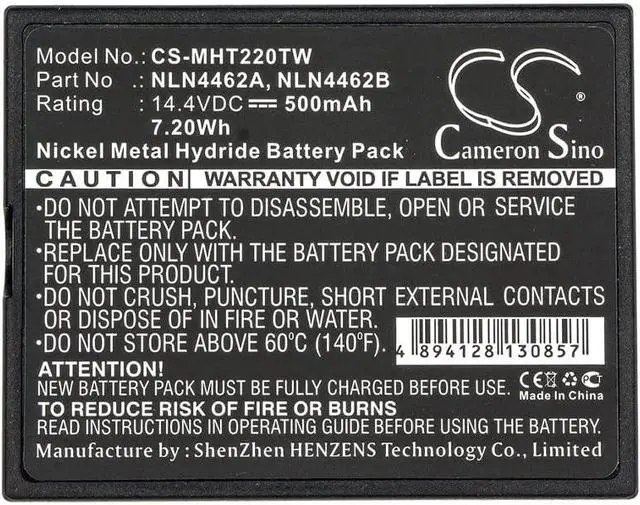 Model No.: CS-MHT220TW
Part No .: NLN4462A, NLN4462B
Rating : 14.4VDC 500mAh
7.20Wh
Nickel Metal Hydride Battery Pack
CS
®
Cameron Sino
CAUTION WARRANTY VOID IF LABEL IS REMOVED
•DO NOT ATTEMPT TO DISASSEMBLE, OPEN OR SERVICE
THE BATTERY PACK.
•REPLACE ONLY WITH THE BATTERY PACK DESIGNATED
FOR THIS PRODUCT.
•DO NOT CRUSH, PUNCTURE, SHORT EXTERNAL CONTACTS
OR DISPOSE OF IN FIRE OR WATER.
•DO NOT STORE ABOVE 60°C (140°F).
4 894128 130857
ATTENTION!
NEW BATTERY PACK MUST BE FULLY CHARGED BEFORE USE.
CE
Made In China
TO REDUCE RISK OF FIRE OR BURNS
READ INSTRUCTIONS IN OPERATING GUIDE BEFORE USING THE BATTERY.
Manufacture by : ShenZhen HENZENS Technology Co., Limited